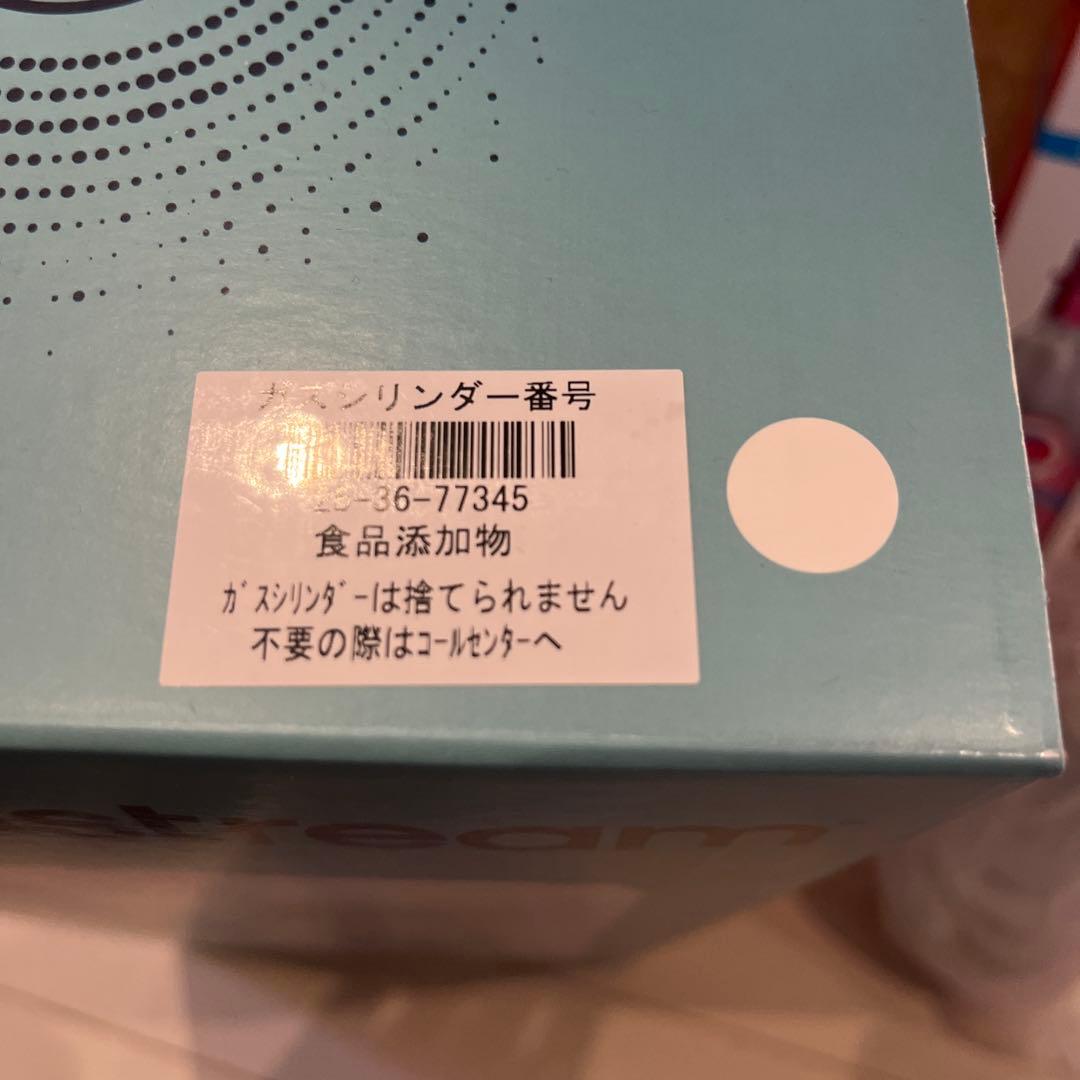 ガスシリンダー番号
-36-77345
食品添加物
ガスシリンダーは捨てられません
不要の際はコールセンターへ
stream